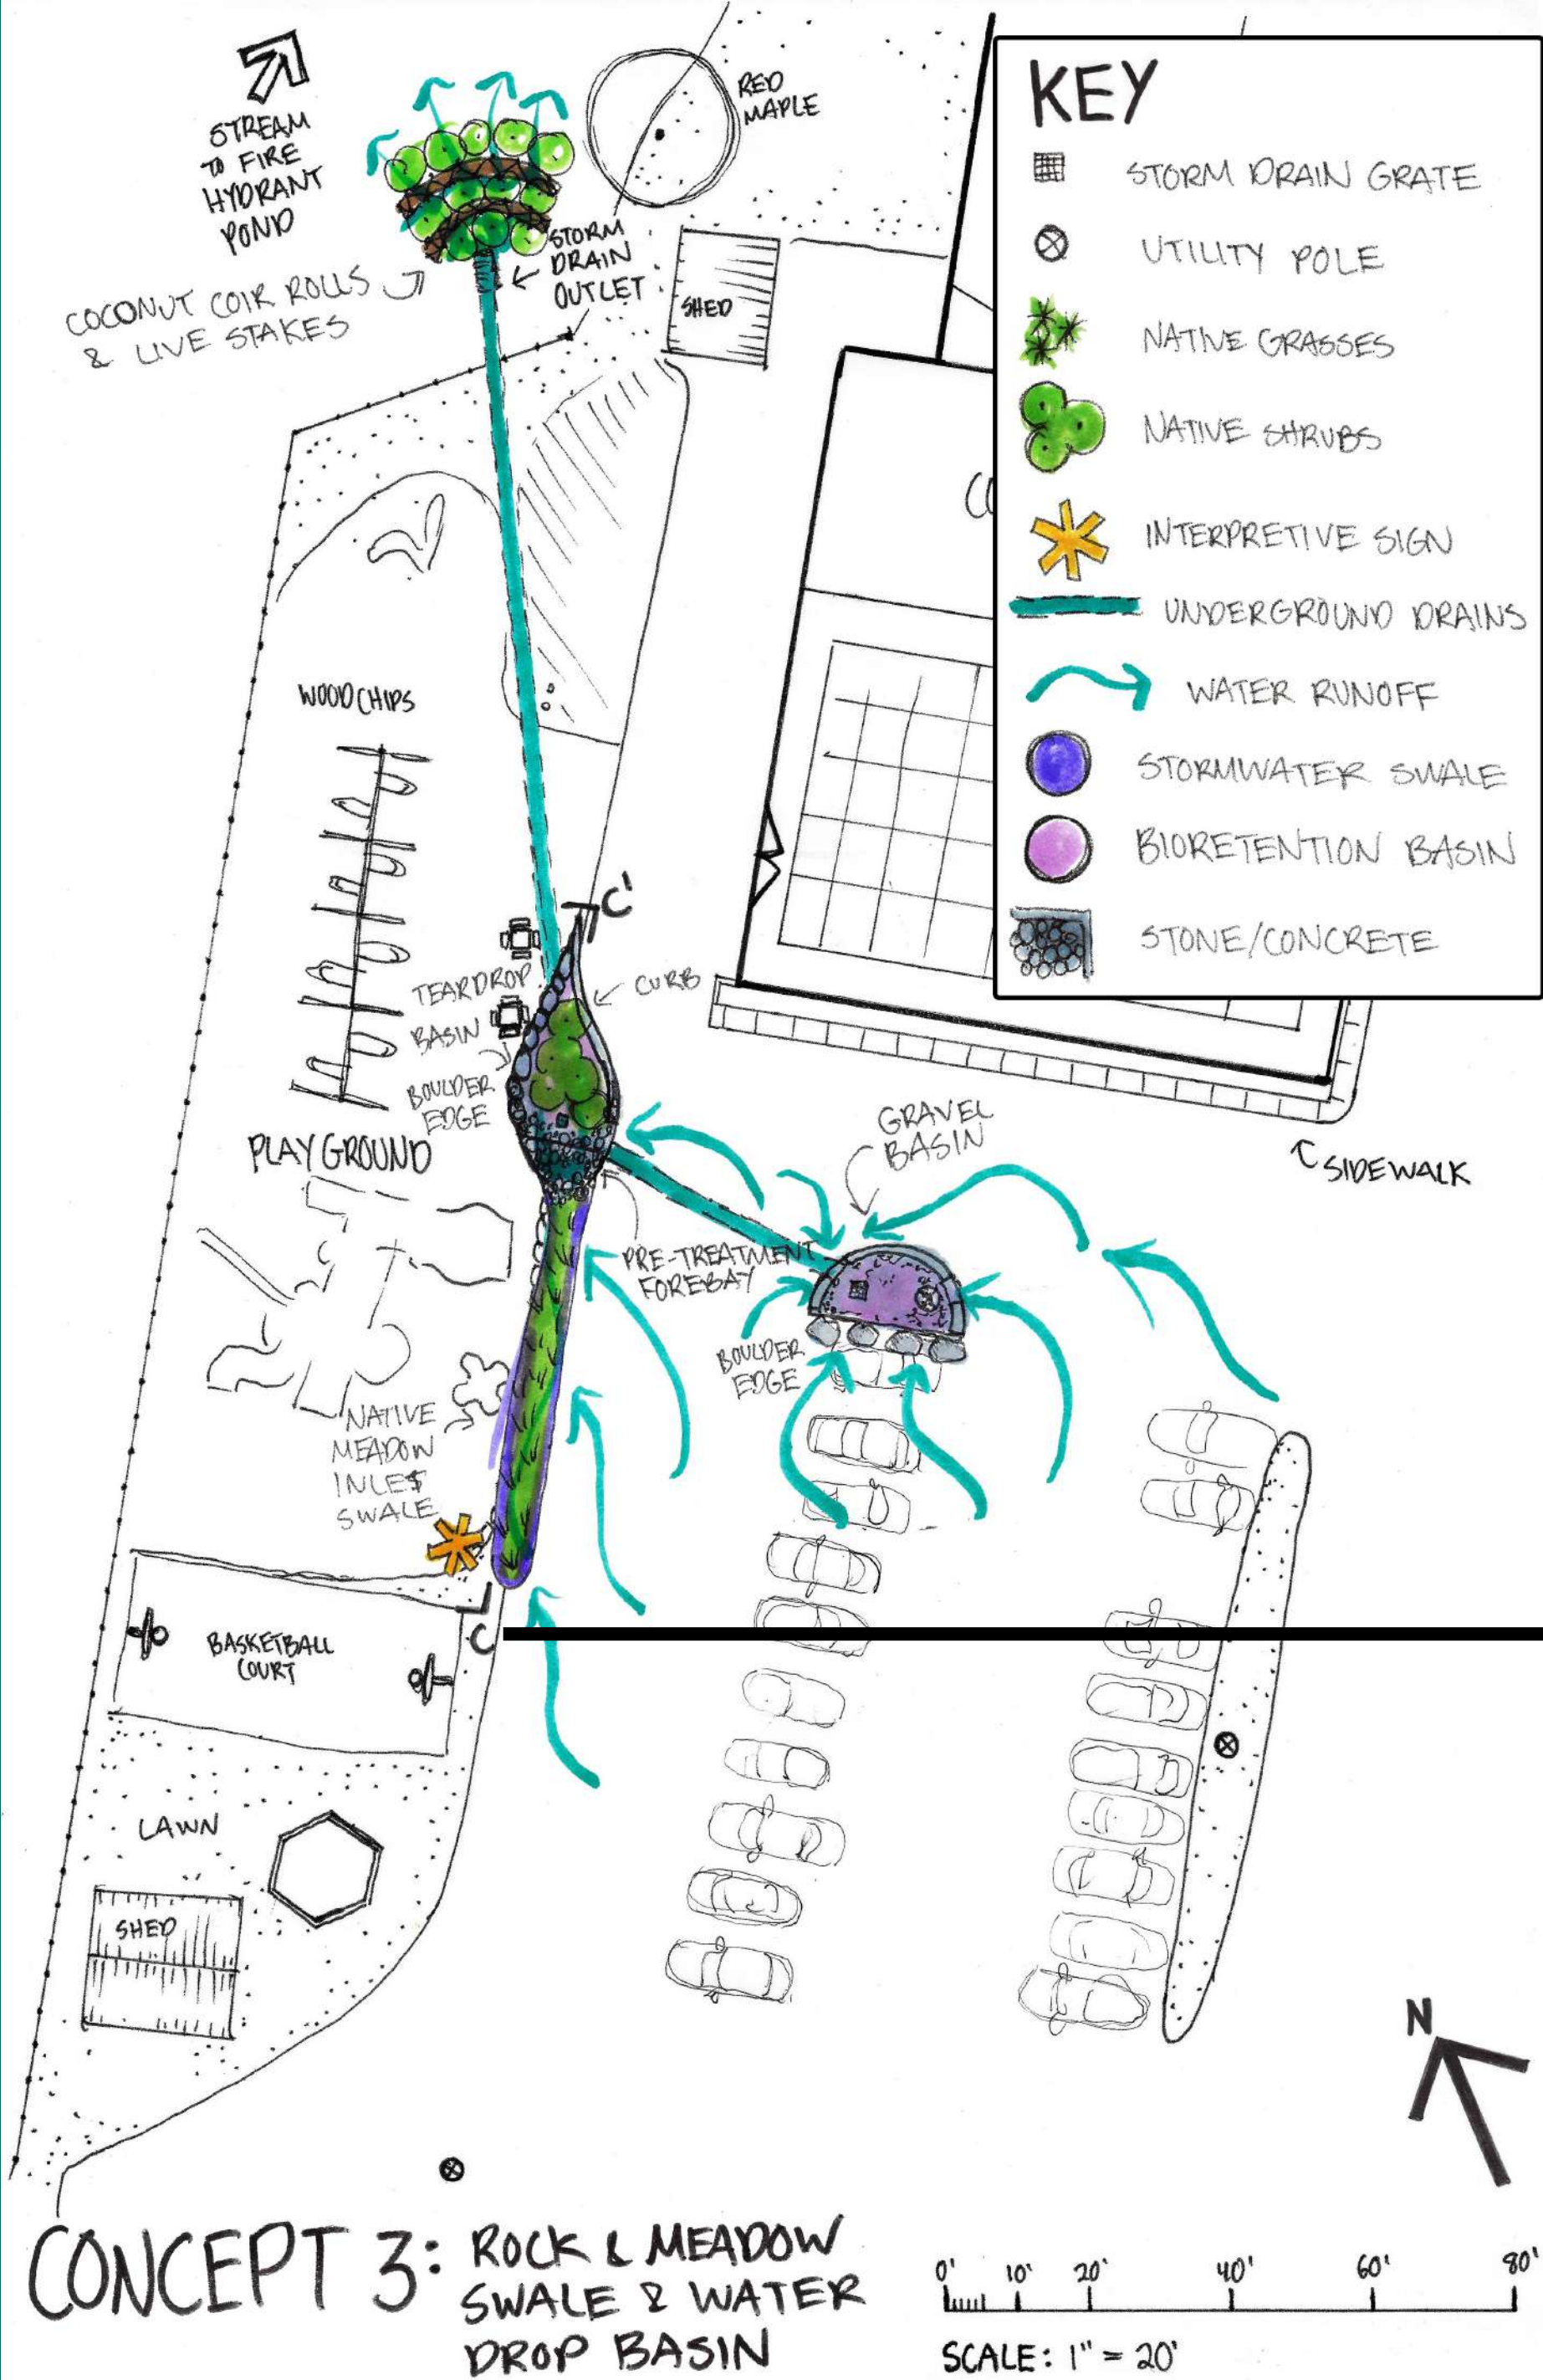 STREAM
TO FIRE
HYDRANT
POND
RED
MAPLE
STORM
DRAIN
OUTLET
COCONUT COIR ROLLS
& LIVE STAKES
SHED
KEY
STORM DRAIN GRATE
UTILITY POLE
NATIVE GRASSES
NATIVE SHRUBS
INTERPRETIVE SIGN
UNDERGROUND DRAINS
WATER RUNOFF
STORMWATER SWALE
BIORETENTION BASIN
STONE/CONCRETE
WOODCHIPS
C'
TEARDROP
BASIN
CURB
BOULDER
EDGE
PLAYGROUND
GRAVEL
BASIN
SIDEWALK
PRE-TREATMENT
FOREBAY
BOULDER
EDGE
NATIVE
MEADOW
INLET
SWALE
C
BASKETBALL
COURT
LAWN
SHED
N
CONCEPT 3: ROCK & MEADOW
SWALE & WATER
DROP BASIN
0' 10' 20' 40' 60' 80'
SCALE: 1" = 20'